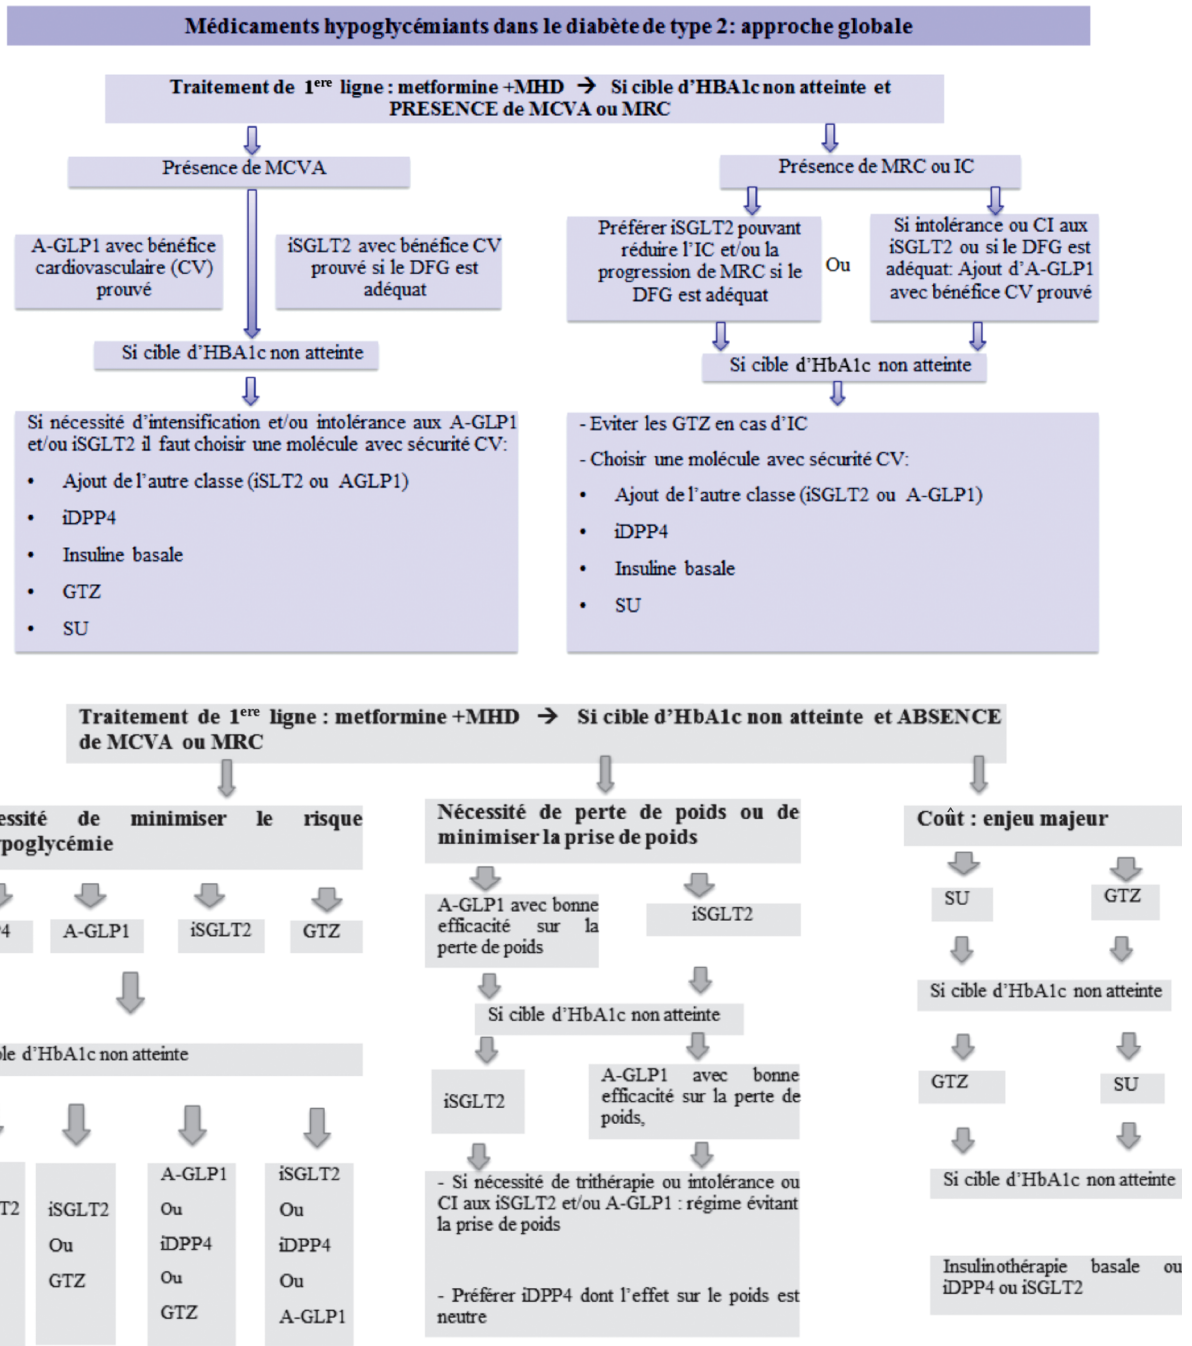 Médicaments hypoglycémiants dans le diabète de type 2: approche globale
Traitement de 1ere ligne : metformine +MHD → Si cible d'HBA1c non atteinte et
PRESENCE de MCVA ou MRC
Présence de MCVA
A-GLP1 avec bénéfice
cardiovasculaire (CV)
prouvé
iSGLT2 avec bénéfice CV
prouvé si le DFG est
adéquat
Si cible d'HBA1c non atteinte
Si nécessité d'intensification et/ou intolérance aux A-GLP1
et/ou iSGLT2 il faut choisir une molécule avec sécurité CV:
• Ajout de l'autre classe (iSLT2 ou AGLP1)
• iDPP4
• Insuline basale
• GTZ
• SU
Présence de MRC ou IC
Préférer iSGLT2 pouvant
réduire l'IC et/ou la
progression de MRC si le
DFG est adéquat
Ou
Si intolérance ou CI aux
iSGLT2 ou si le DFG est
adéquat: Ajout d'A-GLP1
avec bénéfice CV prouvé
Si cible d'HbA1c non atteinte
- Eviter les GTZ en cas d'IC
- Choisir une molécule avec sécurité CV:
• Ajout de l'autre classe (iSGLT2 ou A-GLP1)
• iDPP4
• Insuline basale
• SU
Traitement de 1ere ligne : metformine +MHD → Si cible d'HbA1c non atteinte et ABSENCE
de MCVA ou MRC
essité de minimiser le risque
ypoglycémie
4
A-GLP1
iSGLT2
GTZ
ble d'HbA1c non atteinte
T2
iSGLT2
Ou
GTZ
A-GLP1
Ou
iDPP4
Ou
GTZ
iSGLT2
Ou
iDPP4
Ou
A-GLP1
Nécessité de perte de poids ou de
minimiser la prise de poids
A-GLP1 avec bonne
efficacité sur la
perte de poids
iSGLT2
Si cible d'HbA1c non atteinte
iSGLT2
A-GLP1 avec bonne
efficacité sur la perte de
poids,
- Si nécessité de trithérapie ou intolérance ou
CI aux iSGLT2 et/ou A-GLP1 : régime évitant
la prise de poids
- Préférer iDPP4 dont l'effet sur le poids est
neutre
Coût : enjeu majeur
SU
GTZ
Si cible d'HbA1c non atteinte
GTZ
SU
Si cible d'HbA1c non atteinte
Insulinothérapie basale ou
iDPP4 ou iSGLT2